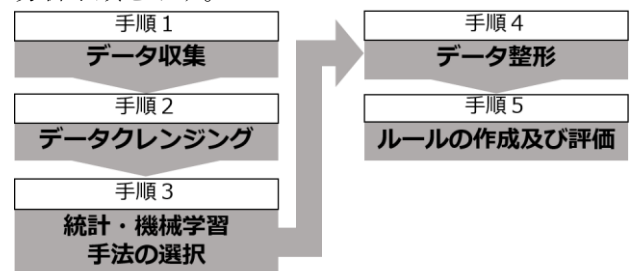 手順1
データ収集
手順2
データクレンジング
手順3
統計・機械学習
手法の選択
手順4
データ整形
手順5
ルールの作成及び評価